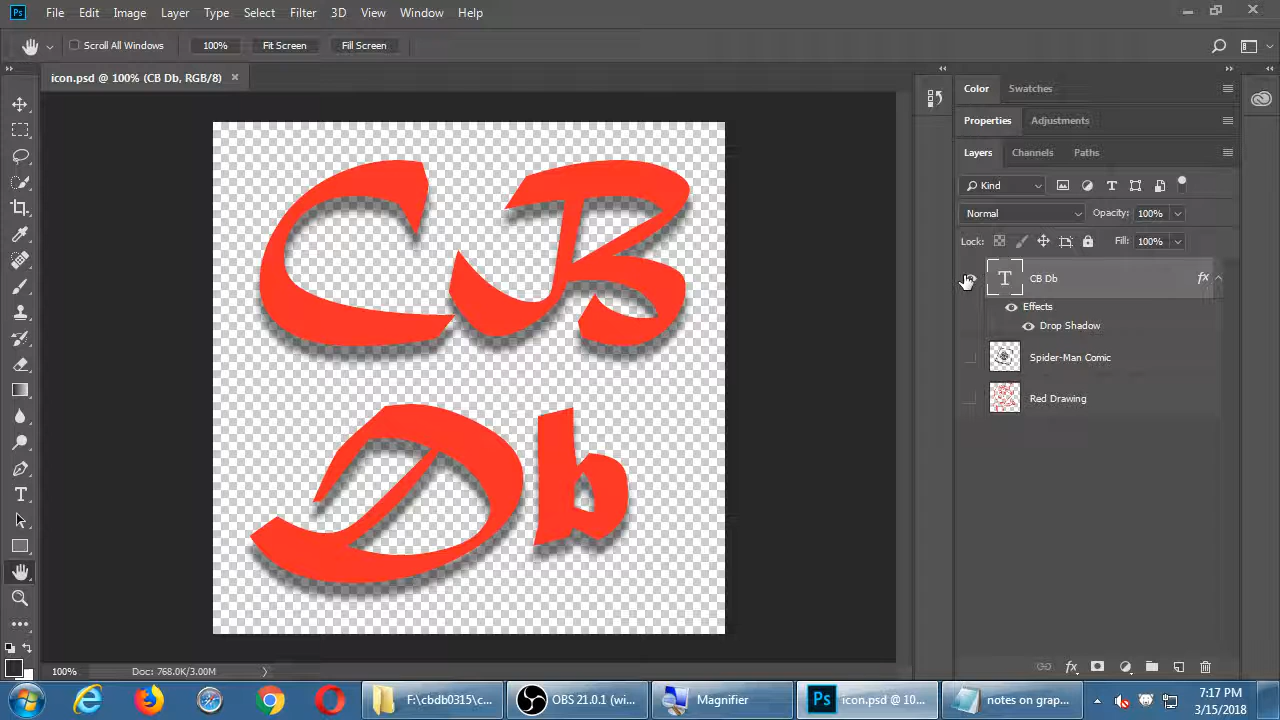 Ps File Edit Image Layer Type Select Filter 3D View Window Help
Scroll All Windows 100% Fit Screen Fill Screen
icon.psd @ 100% (CB Db, RGB/8)
Color Swatches
Properties Adjustments
Layers Channels Paths
Kind
Normal Opacity: 100%
Lock: Fill: 100%
T CB Db fx
Effects
Drop Shadow
Spider-Man Comic
Red Drawing
CB
Db
100% Doc: 768.0K/3.00M
fx
F:\cbdb0315\c... OBS 21.0.1 (wi... Magnifier Ps icon.psd @ 10... notes on grap...
7:17 PM
3/15/2018